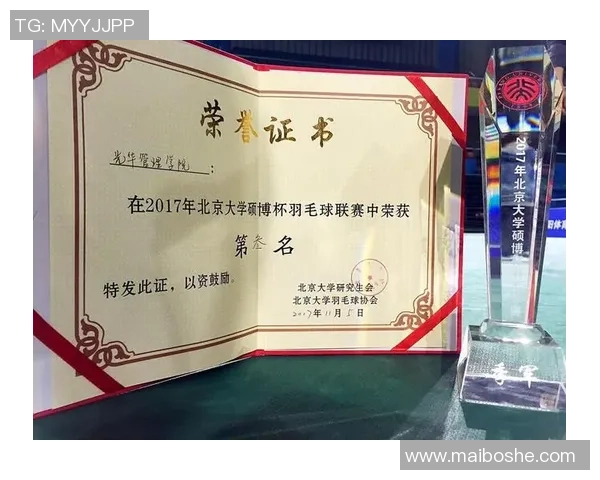 TG: MYYJJPP
荣誉证书
光华管理学院：
在2017年北京大学硕博杯羽毛球联赛中荣获
第叁名
特发此证，以资鼓励。
北京大学研究生会
北京大学羽毛球协会
2017年11月5日
2017年北京大学硕博
季军
www.maiboshe.com